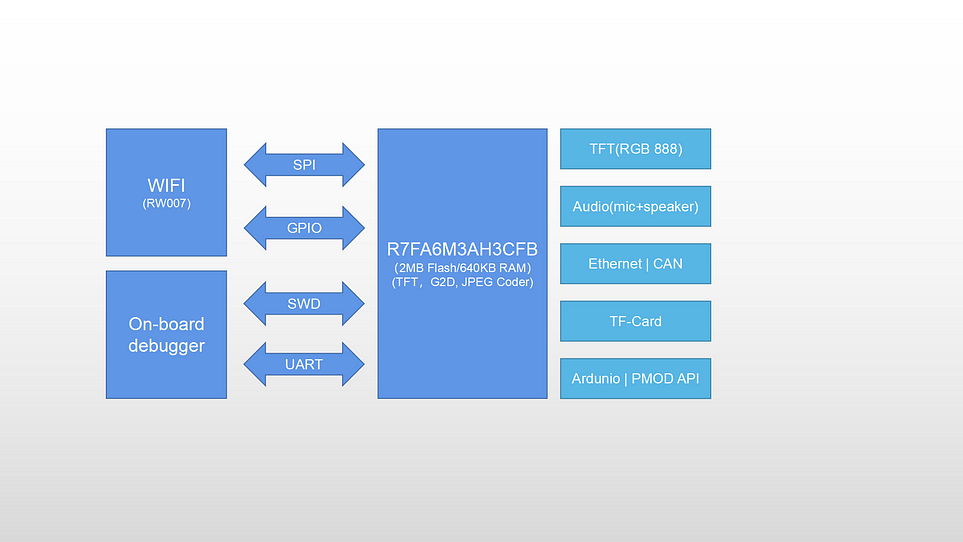 WIFI
(RW007)
On-board
debugger
SPI
GPIO
SWD
UART
R7FA6M3AH3CFB
（2MB Flash/640KB RAM）
(TFT，G2D, JPEG Coder)
TFT(RGB 888)
Audio(mic+speaker)
Ethernet | CAN
TF-Card
Ardunio | PMOD API